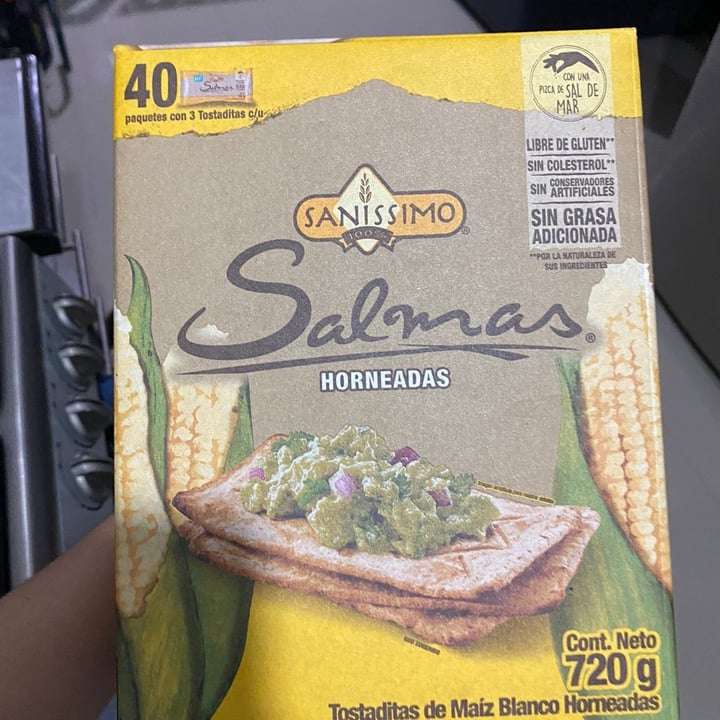 40
Salmas
paquetes con 3 Tostaditas c/u
CON UNA
PIZCA DE SAL DE
MAR
LIBRE DE GLUTEN**
SIN COLESTEROL**
SIN CONSERVADORES
ARTIFICIALES
SIN GRASA
ADICIONADA
**POR LA NATURALEZA DE
SUS INGREDIENTES
SANÍSSIMO®
100%
Salmas®
HORNEADAS
Cont. Neto
720 g
Tostaditas de Maíz Blanco Horneadas